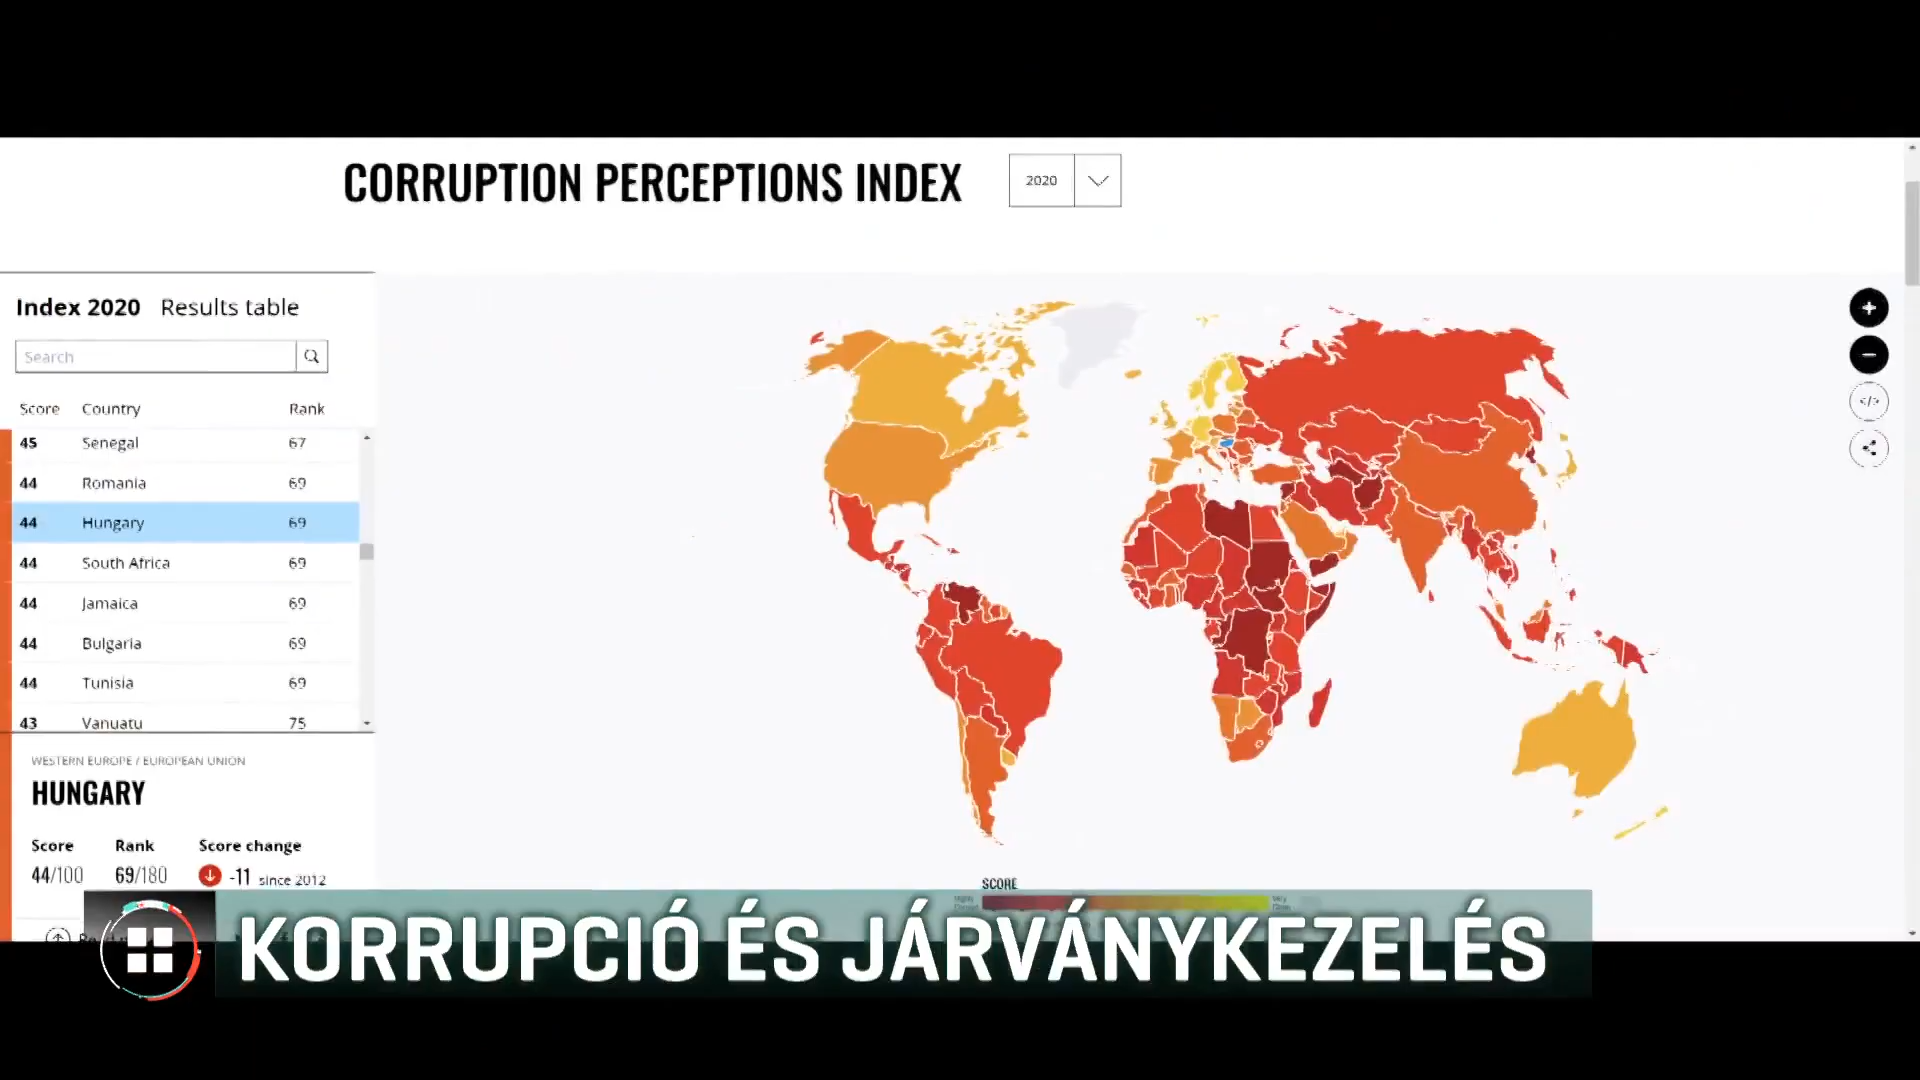 CORRUPTION PERCEPTIONS INDEX
2020
Index 2020 Results table
Search
Score Country Rank
45 Senegal 67
44 Romania 69
44 Hungary 69
44 South Africa 69
44 Jamaica 69
44 Bulgaria 69
44 Tunisia 69
43 Vanuatu 75
WESTERN EUROPE / EUROPEAN UNION
HUNGARY
Score Rank Score change
44/100 69/180 -11 since 2012
SCORE
KORRUPCIÓ ÉS JÁRVÁNYKEZELÉS